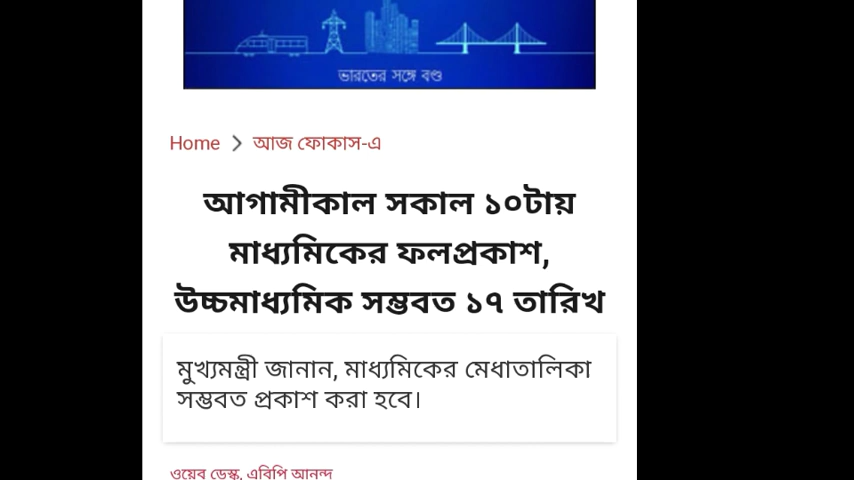 ভারতের সঙ্গে বণ্ড
Home > আজ ফোকাস-এ
আগামীকাল সকাল ১০টায়
মাধ্যমিকের ফলপ্রকাশ,
উচ্চমাধ্যমিক সম্ভবত ১৭ তারিখ
মুখ্যমন্ত্রী জানান, মাধ্যমিকের মেধাতালিকা
সম্ভবত প্রকাশ করা হবে।
ওয়েব ডেস্ক, এবিপি আনন্দ